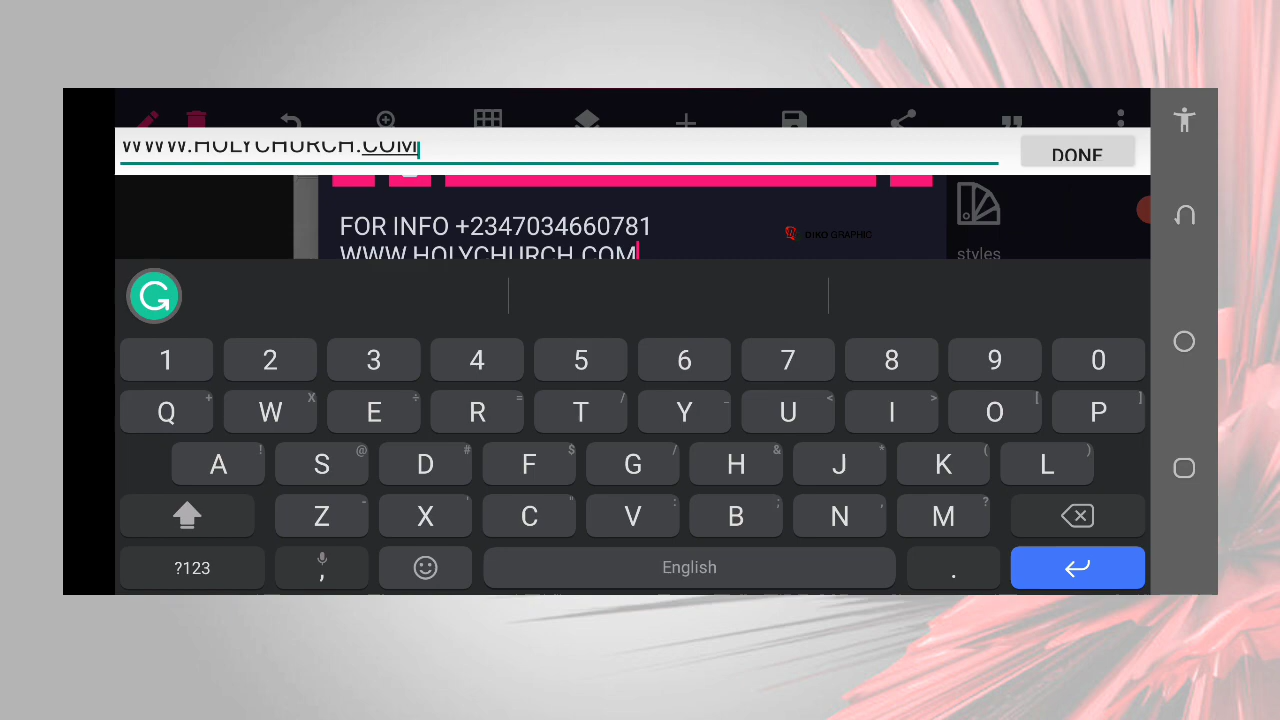 WWW.HOLYCHURCH.COM
DONE
FOR INFO +2347034660781
WWW.HOLYCHURCH.COM
OIKO GRAPHIC
styles
1 2 3 4 5 6 7 8 9 0
Q + W X E ÷ R = T / Y _ U < I > O [ P ]
A ! S @ D # F $ G / H & J * K ( L )
Z - X ' C " V : B ; N , M ?
?123 , English .